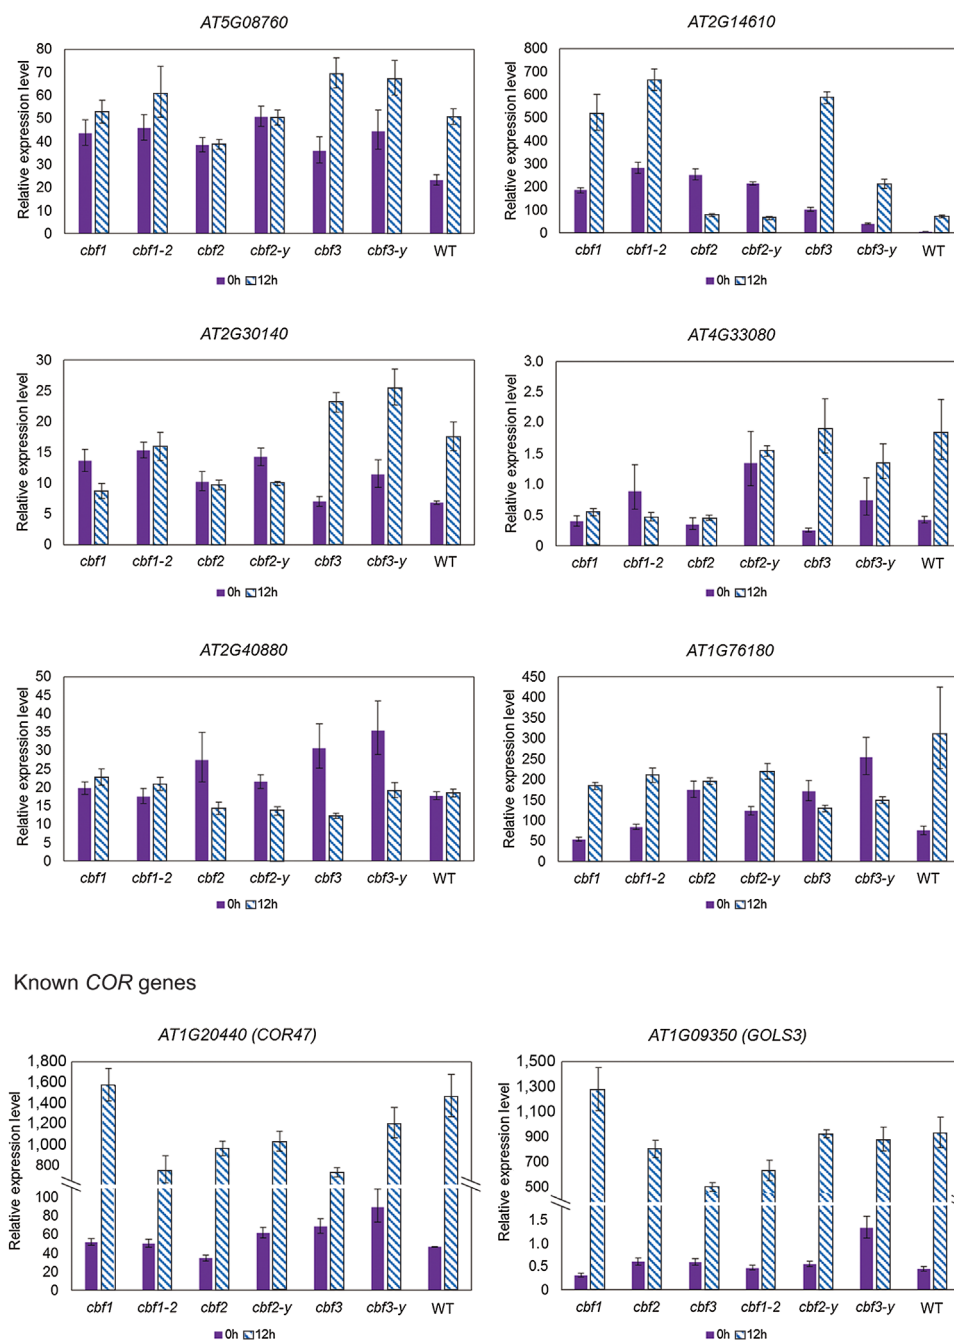 AT5G08760
Relative expression level
80
70
60
50
40
30
20
10
0
cbf1 cbf1-2 cbf2 cbf2-y cbf3 cbf3-y WT
0h 12h
AT2G14610
Relative expression level
800
700
600
500
400
300
200
100
0
cbf1 cbf1-2 cbf2 cbf2-y cbf3 cbf3-y WT
0h 12h
AT2G30140
Relative expression level
30
25
20
15
10
5
0
cbf1 cbf1-2 cbf2 cbf2-y cbf3 cbf3-y WT
0h 12h
AT4G33080
Relative expression level
3.0
2.5
2.0
1.5
1.0
0.5
0
cbf1 cbf1-2 cbf2 cbf2-y cbf3 cbf3-y WT
0h 12h
AT2G40880
Relative expression level
50
45
40
35
30
25
20
15
10
5
0
cbf1 cbf1-2 cbf2 cbf2-y cbf3 cbf3-y WT
0h 12h
AT1G76180
Relative expression level
450
400
350
300
250
200
150
100
50
0
cbf1 cbf1-2 cbf2 cbf2-y cbf3 cbf3-y WT
0h 12h
Known COR genes
AT1G20440 (COR47)
Relative expression level
1,800
1,600
1,400
1,200
1,000
800
100
80
60
40
20
0
cbf1 cbf1-2 cbf2 cbf2-y cbf3 cbf3-y WT
0h 12h
AT1G09350 (GOLS3)
Relative expression level
1,500
1,300
1,100
900
700
500
1.5
1.0
0.5
0
cbf1 cbf2 cbf3 cbf1-2 cbf2-y cbf3-y WT
0h 12h